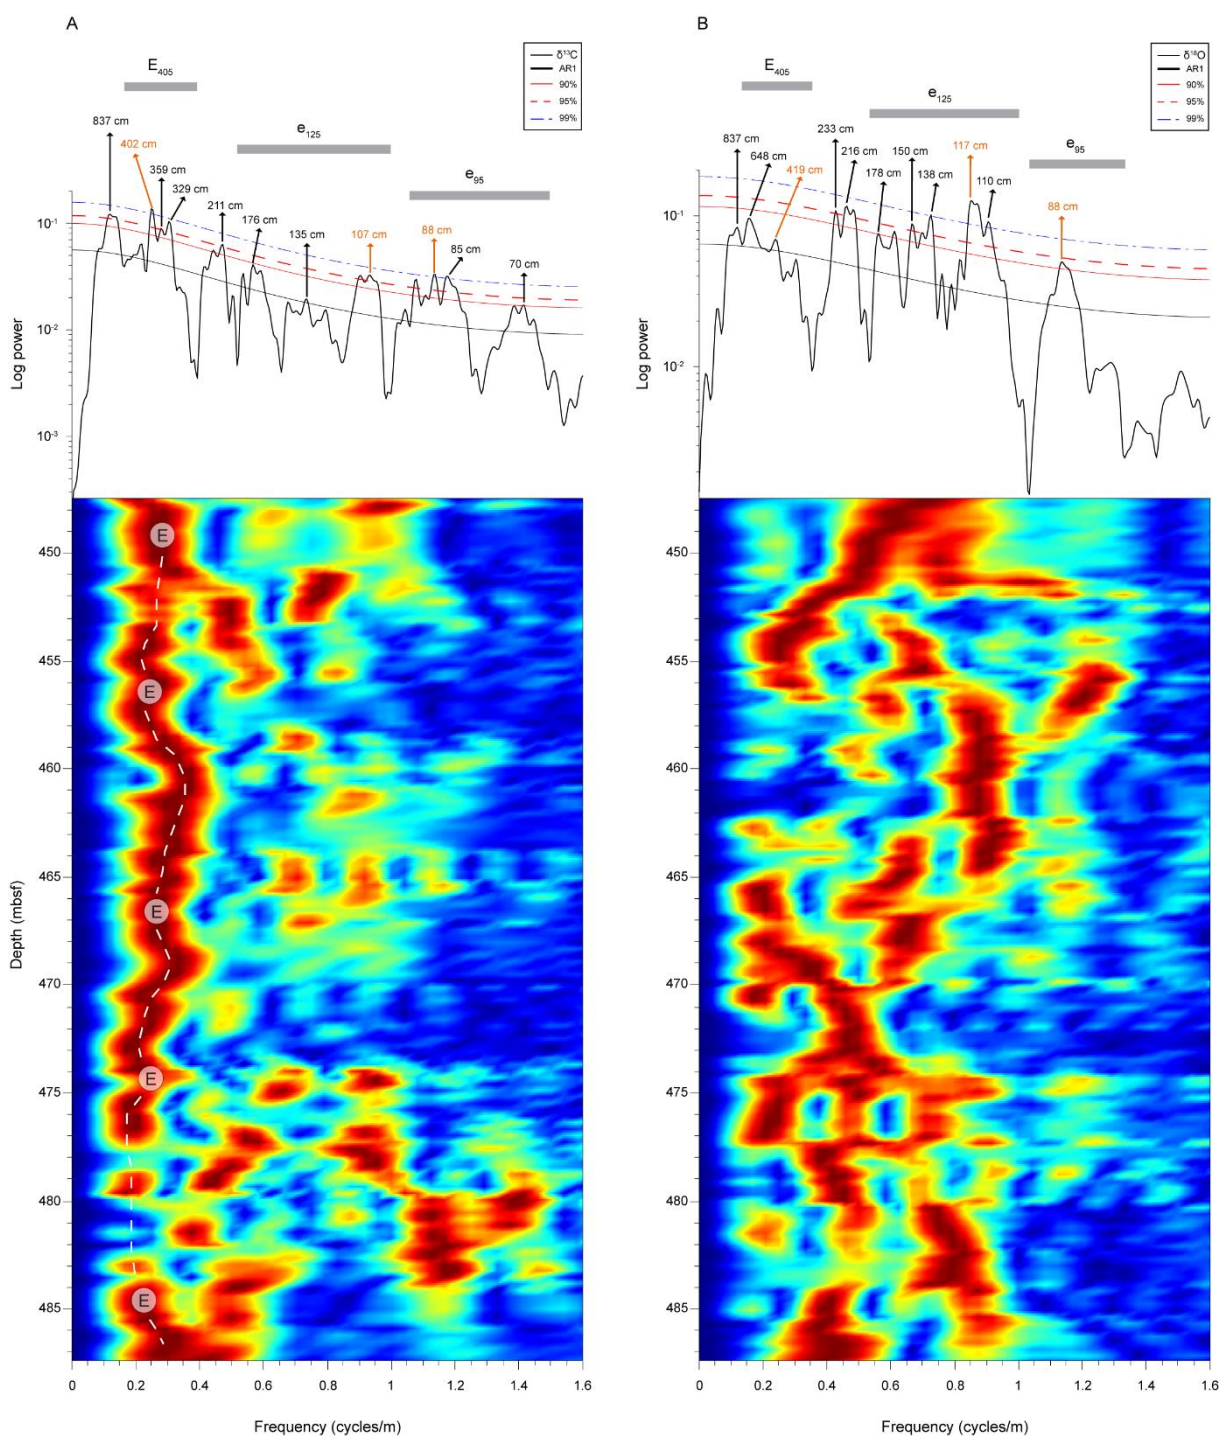 A
E₄₀₅
e₁₂₅
e₉₅
δ¹³C
AR1
90%
95%
99%
837 cm
402 cm
359 cm
329 cm
211 cm
176 cm
135 cm
107 cm
88 cm
85 cm
70 cm
Log power
10⁻¹
10⁻²
10⁻³
B
E₄₀₅
e₁₂₅
e₉₅
δ¹⁸O
AR1
90%
95%
99%
837 cm
648 cm
419 cm
233 cm
216 cm
178 cm
150 cm
138 cm
117 cm
110 cm
88 cm
Log power
10⁻¹
10⁻²
Depth (mbsf)
450
455
460
465
470
475
480
485
E
E
E
E
E
0 0.2 0.4 0.6 0.8 1 1.2 1.4 1.6
Frequency (cycles/m)
450
455
460
465
470
475
480
485
0 0.2 0.4 0.6 0.8 1 1.2 1.4 1.6
Frequency (cycles/m)